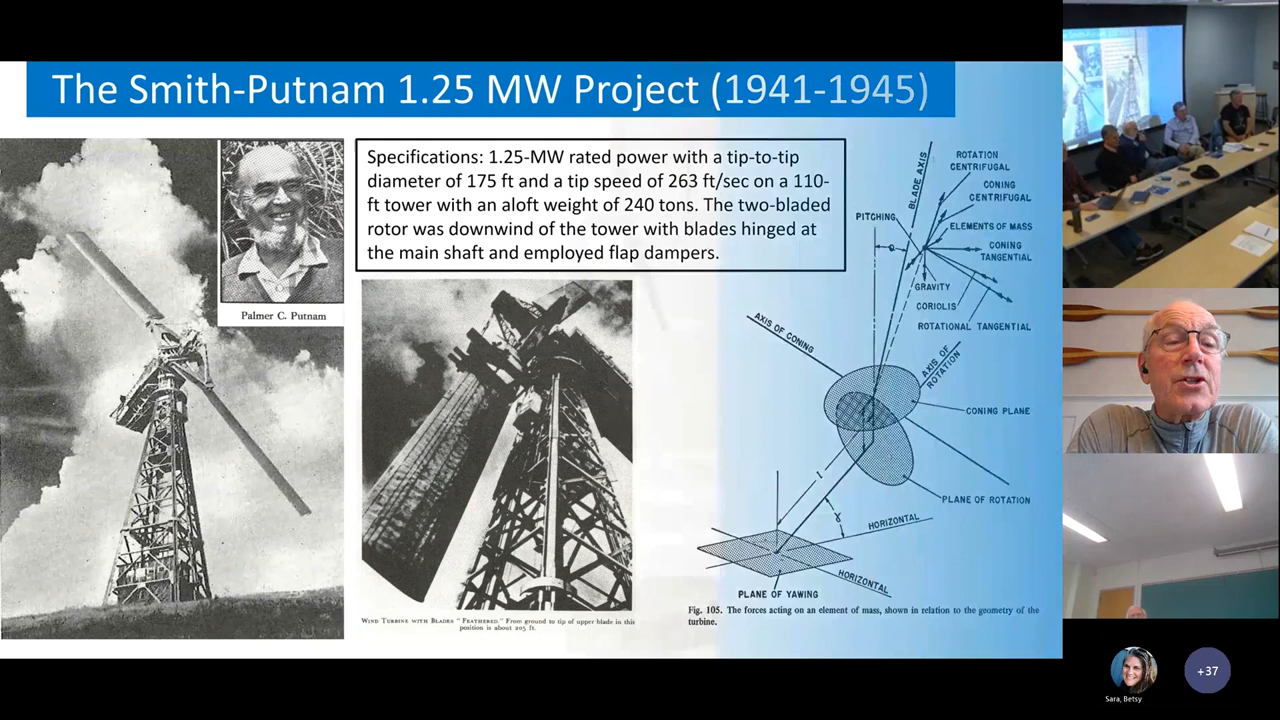 The Smith-Putnam 1.25 MW Project (1941-1945)
Palmer C. Putnam
Specifications: 1.25-MW rated power with a tip-to-tip
diameter of 175 ft and a tip speed of 263 ft/sec on a 110-
ft tower with an aloft weight of 240 tons. The two-bladed
rotor was downwind of the tower with blades hinged at
the main shaft and employed flap dampers.
WIND TURBINE WITH BLADES "FEATHERED." From ground to tip of upper blade in this
position is about 205 ft.
BLADE AXIS
ROTATION
CENTRIFUGAL
CONING
CENTRIFUGAL
PITCHING
ELEMENTS OF MASS
CONING
TANGENTIAL
GRAVITY
CORIOLIS
ROTATIONAL TANGENTIAL
AXIS OF CONING
AXIS OF
ROTATION
CONING PLANE
PLANE OF ROTATION
HORIZONTAL
HORIZONTAL
PLANE OF YAWING
Fig. 105. The forces acting on an element of mass, shown in relation to the geometry of the
turbine.
Sara, Betsy
+37